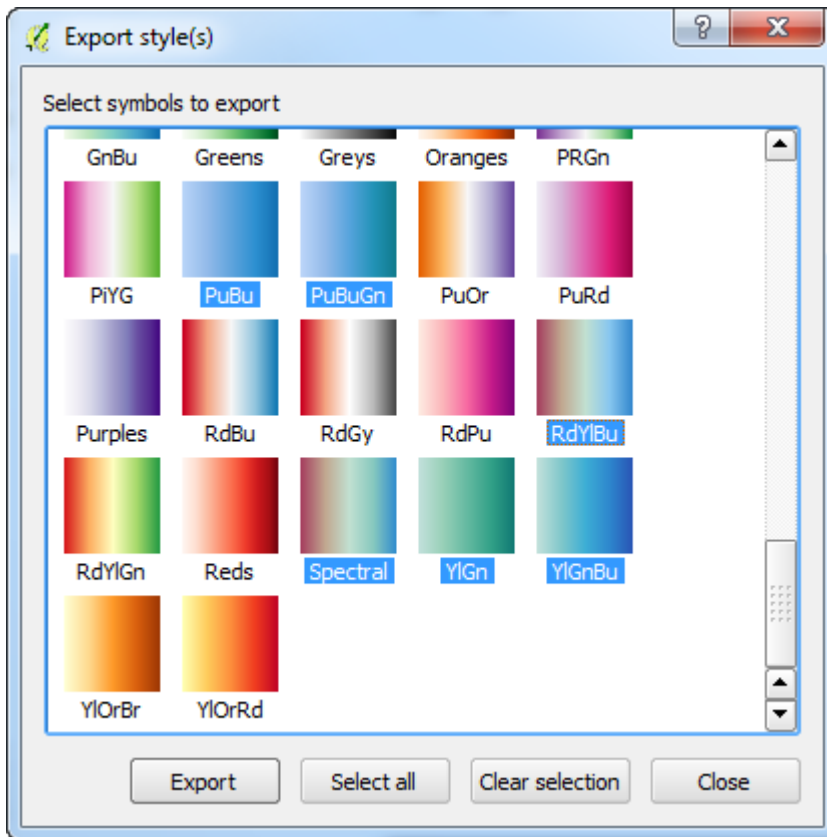 Export style(s)
Select symbols to export
GnBu Greens Greys Oranges PRGn
PiYG PuBu PuBuGn PuOr PuRd
Purples RdBu RdGy RdPu RdYlBu
RdYlGn Reds Spectral YlGn YlGnBu
YlOrBr YlOrRd
Export Select all Clear selection Close